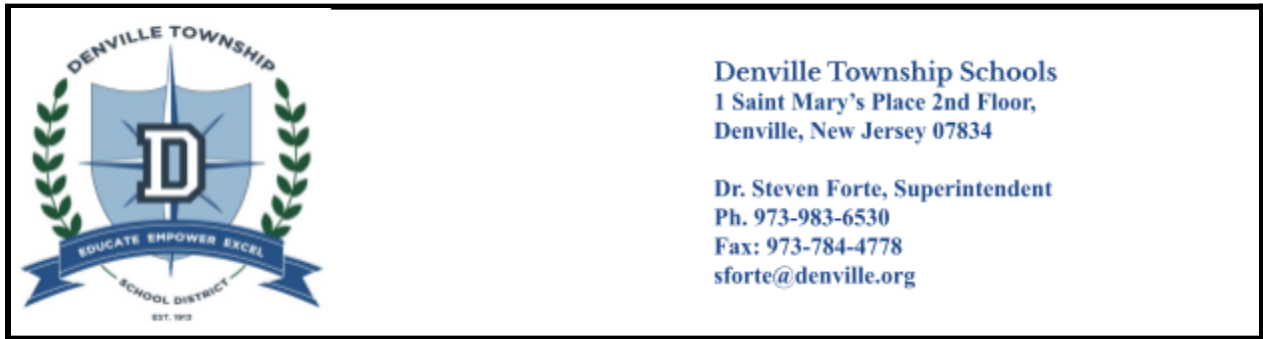 DENVILLE TOWNSHIP
D
EDUCATE EMPOWER EXCEL
SCHOOL DISTRICT
EST. 1913
Denville Township Schools
1 Saint Mary's Place 2nd Floor,
Denville, New Jersey 07834
Dr. Steven Forte, Superintendent
Ph. 973-983-6530
Fax: 973-784-4778
sforte@denville.org